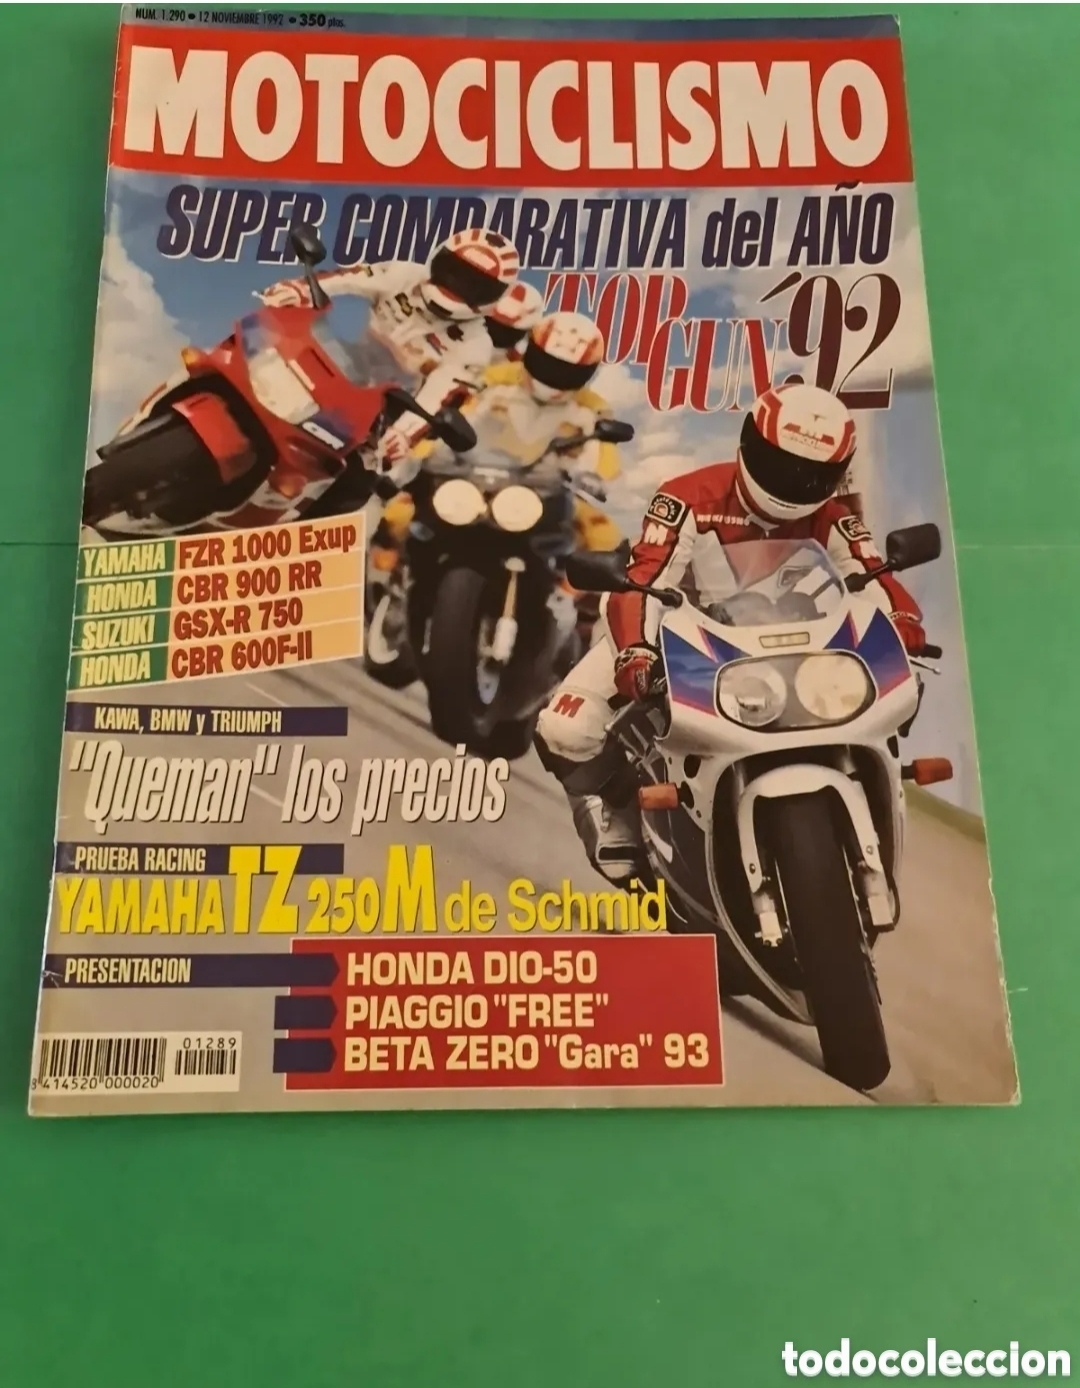 NUM. 1.290 • 12 NOVIEMBRE 1992 • 350 ptas.
MOTOCICLISMO
SUPER COMPARATIVA del AÑO
TOP GUN '92
YAMAHA FZR 1000 Exup
HONDA CBR 900 RR
SUZUKI GSX-R 750
HONDA CBR 600F-II
KAWA, BMW y TRIUMPH
"Queman" los precios
PRUEBA RACING
YAMAHA TZ 250M de Schmid
PRESENTACION
HONDA DIO-50
PIAGGIO "FREE"
BETA ZERO "Gara" 93
01289
8 414520 000020
CBR
M
M
todocoleccion